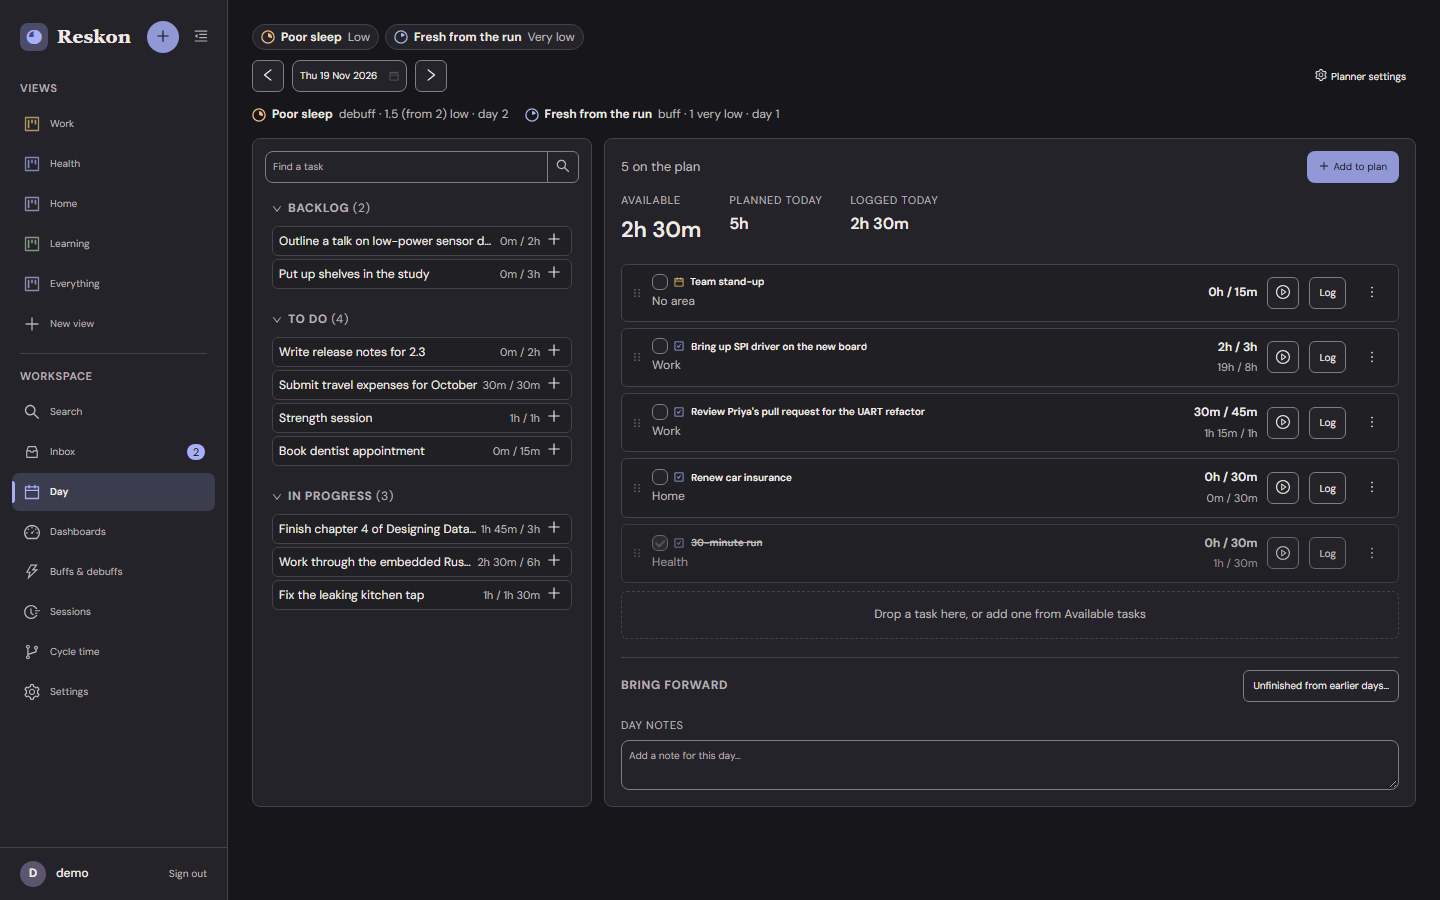 Reskon
VIEWS
Work
Health
Home
Learning
Everything
New view
WORKSPACE
Search
Inbox 2
Day
Dashboards
Buffs & debuffs
Sessions
Cycle time
Settings
D demo Sign out
Poor sleep Low Fresh from the run Very low
Thu 19 Nov 2026
Planner settings
Poor sleep debuff · 1.5 (from 2) low · day 2 Fresh from the run buff · 1 very low · day 1
Find a task
BACKLOG (2)
Outline a talk on low-power sensor d... 0m / 2h
Put up shelves in the study 0m / 3h
TO DO (4)
Write release notes for 2.3 0m / 2h
Submit travel expenses for October 30m / 30m
Strength session 1h / 1h
Book dentist appointment 0m / 15m
IN PROGRESS (3)
Finish chapter 4 of Designing Data... 1h 45m / 3h
Work through the embedded Rus... 2h 30m / 6h
Fix the leaking kitchen tap 1h / 1h 30m
5 on the plan
Add to plan
AVAILABLE PLANNED TODAY LOGGED TODAY
2h 30m 5h 2h 30m
Team stand-up
No area
0h / 15m
Log
Bring up SPI driver on the new board
Work
2h / 3h
19h / 8h
Log
Review Priya's pull request for the UART refactor
Work
30m / 45m
1h 15m / 1h
Log
Renew car insurance
Home
0h / 30m
0m / 30m
Log
30-minute run
Health
0h / 30m
1h / 30m
Log
Drop a task here, or add one from Available tasks
BRING FORWARD
Unfinished from earlier days...
DAY NOTES
Add a note for this day...